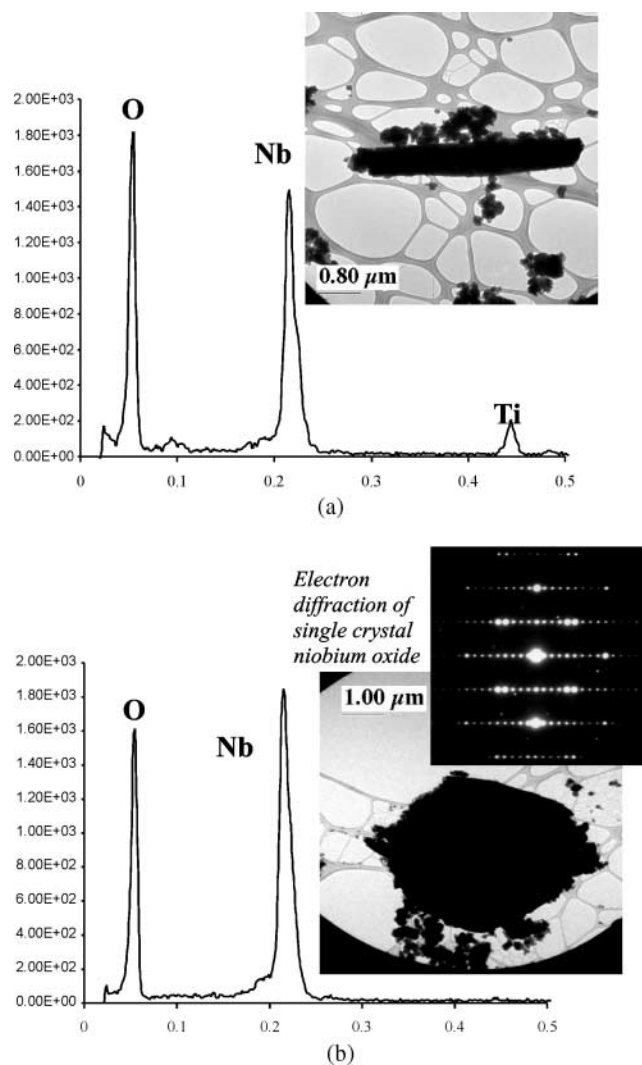 O
Nb
Ti
2.00E+03
1.80E+03
1.60E+03
1.40E+03
1.20E+03
1.00E+03
8.00E+02
6.00E+02
4.00E+02
2.00E+02
0.00E+00
0 0.1 0.2 0.3 0.4 0.5
0.80 µm
(a)
Electron
diffraction of
single crystal
niobium oxide
1.00 µm
O
Nb
2.00E+03
1.80E+03
1.60E+03
1.40E+03
1.20E+03
1.00E+03
8.00E+02
6.00E+02
4.00E+02
2.00E+02
0.00E+00
0 0.1 0.2 0.3 0.4 0.5
(b)